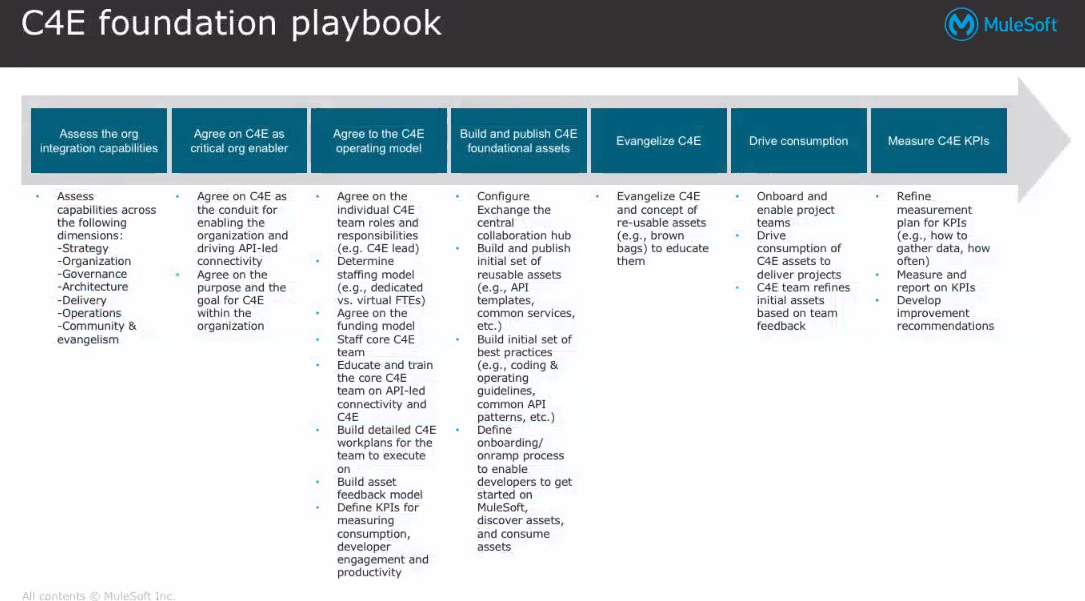 C4E foundation playbook
MuleSoft
Assess the org
integration capabilities
Agree on C4E as
critical org enabler
Agree to the C4E
operating model
Build and publish C4E
foundational assets
Evangelize C4E
Drive consumption
Measure C4E KPIs
• Assess
capabilities across
the following
dimensions:
-Strategy
-Organization
-Governance
-Architecture
-Delivery
-Operations
-Community &
evangelism
• Agree on C4E as
the conduit for
enabling the
organization and
driving API-led
connectivity
• Agree on the
purpose and the
goal for C4E
within the
organization
• Agree on the
individual C4E
team roles and
responsibilities
(e.g. C4E lead)
• Determine
staffing model
(e.g., dedicated
vs. virtual FTEs)
• Agree on the
funding model
• Staff core C4E
team
• Educate and train
the core C4E
team on API-led
connectivity and
C4E
• Build detailed C4E
workplans for the
team to execute
on
• Build asset
feedback model
• Define KPIs for
measuring
consumption,
developer
engagement and
productivity
• Configure
Exchange the
central
collaboration hub
• Build and publish
initial set of
reusable assets
(e.g., API
templates,
common services,
etc.)
• Build initial set of
best practices
(e.g., coding &
operating
guidelines,
common API
patterns, etc.)
• Define
onboarding/
onramp process
to enable
developers to get
started on
MuleSoft,
discover assets,
and consume
assets
• Evangelize C4E
and concept of
re-usable assets
(e.g., brown
bags) to educate
them
• Onboard and
enable project
teams
• Drive
consumption of
C4E assets to
deliver projects
• C4E team refines
initial assets
based on team
feedback
• Refine
measurement
plan for KPIs
(e.g., how to
gather data, how
often)
• Measure and
report on KPIs
• Develop
improvement
recommendations
All contents © MuleSoft Inc.